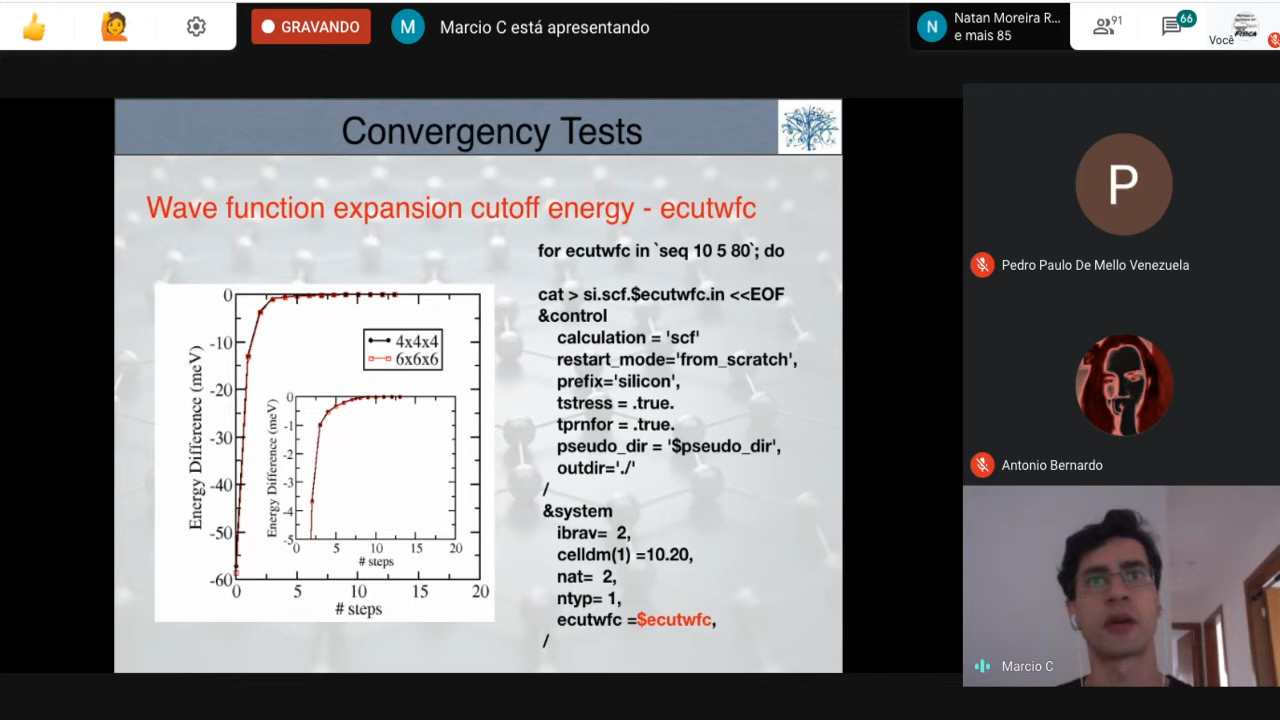 GRAVANDO
M
Marcio C está apresentando
N
Natan Moreira R...
e mais 85
91
66
Você
FÍSICA
Convergency Tests
Wave function expansion cutoff energy - ecutwfc
for ecutwfc in `seq 10 5 80`; do
cat > si.scf.$ecutwfc.in <<EOF
&control
calculation = 'scf'
restart_mode='from_scratch',
prefix='silicon',
tstress = .true.
tprnfor = .true.
pseudo_dir = '$pseudo_dir',
outdir='./'
/
&system
ibrav= 2,
celldm(1) =10.20,
nat= 2,
ntyp= 1,
ecutwfc =$ecutwfc,
/
Energy Difference (meV)
0
-10
-20
-30
-40
-50
-60
0 5 10 15 20
# steps
4x4x4
6x6x6
Energy Difference (meV)
0
-1
-2
-3
-4
-5
0 5 10 15 20
# steps
P
Pedro Paulo De Mello Venezuela
Antonio Bernardo
Marcio C